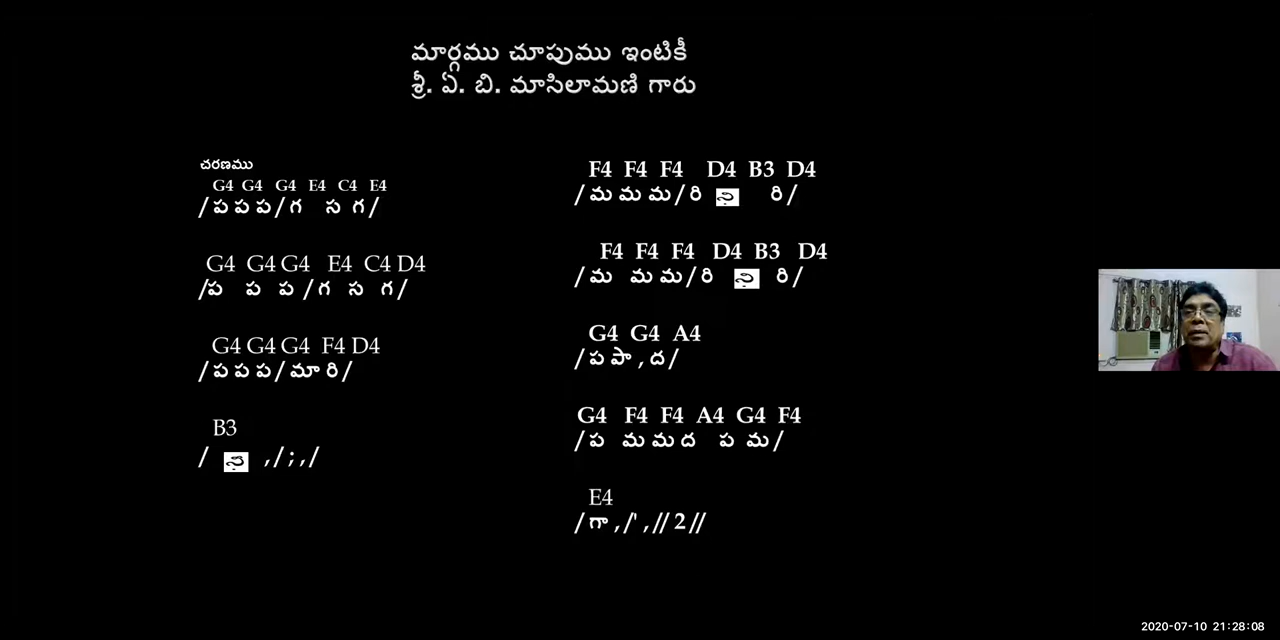 మార్గము చూపుము ఇంటికీ
శ్రీ. ఏ. బి. మాసిలామణి గారు
చరణము
G4 G4 G4 E4 C4 E4
/ప ప ప/గ స గ/
G4 G4 G4 E4 C4 D4
/ప ప ప /గ స గ/
G4 G4 G4 F4 D4
/ప ప ప/మా రి/
B3
/ ని ,/ ; ,/
F4 F4 F4 D4 B3 D4
/మ మ మ/రి ని రి/
F4 F4 F4 D4 B3 D4
/మ మ మ/రి ని రి/
G4 G4 A4
/ప పా , ద/
G4 F4 F4 A4 G4 F4
/ప మ మ ద ప మ/
E4
/గా ,/' ,// 2 //
2020-07-10 21:28:08